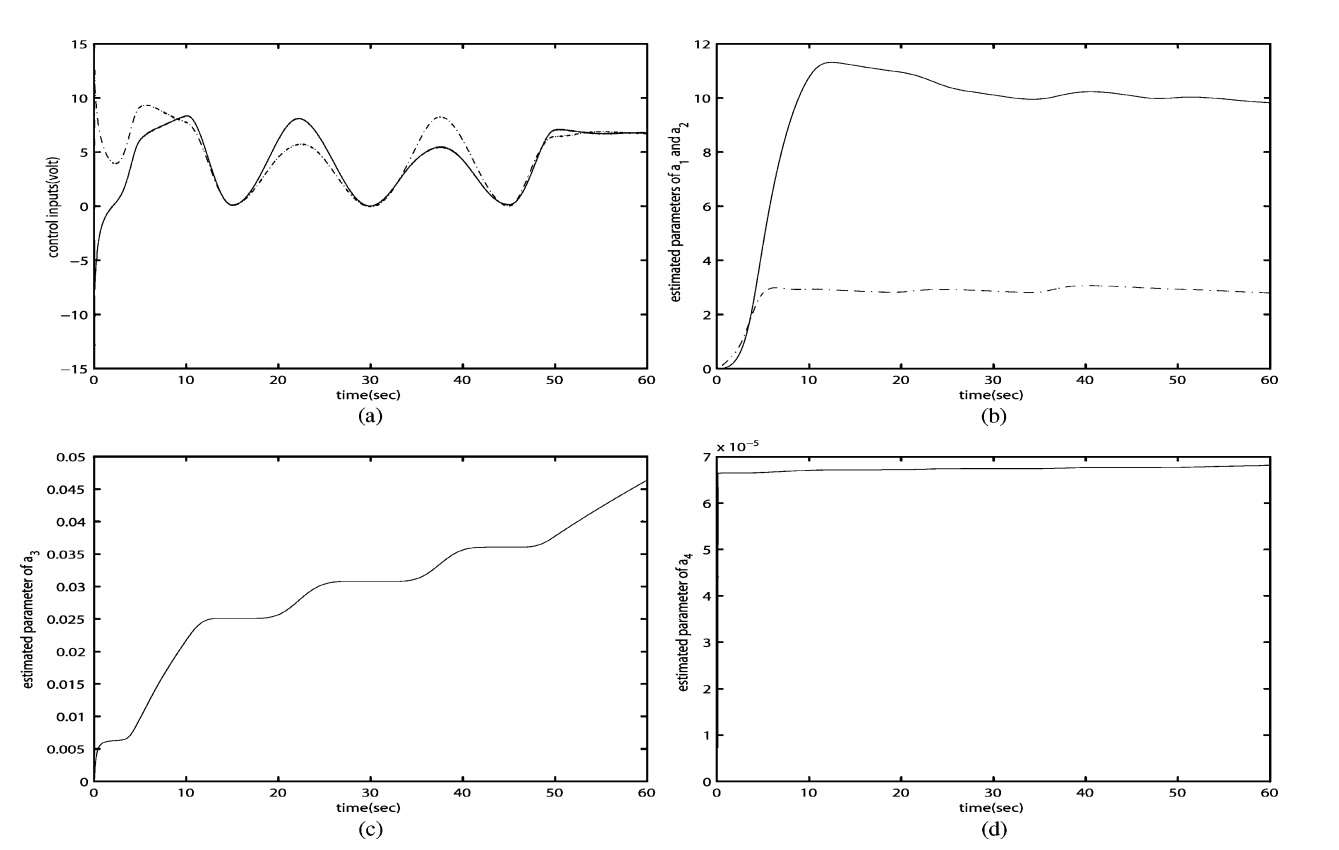 15
10
5
0
−5
−10
−15
control inputs(volt)
0 10 20 30 40 50 60
time(sec)
(a)
12
10
8
6
4
2
0
estimated parameters of a1 and a2
0 10 20 30 40 50 60
time(sec)
(b)
0.05
0.045
0.04
0.035
0.03
0.025
0.02
0.015
0.01
0.005
0
estimated parameter of a3
0 10 20 30 40 50 60
time(sec)
(c)
x 10−5
7
6
5
4
3
2
1
0
estimated parameter of a4
0 10 20 30 40 50 60
time(sec)
(d)